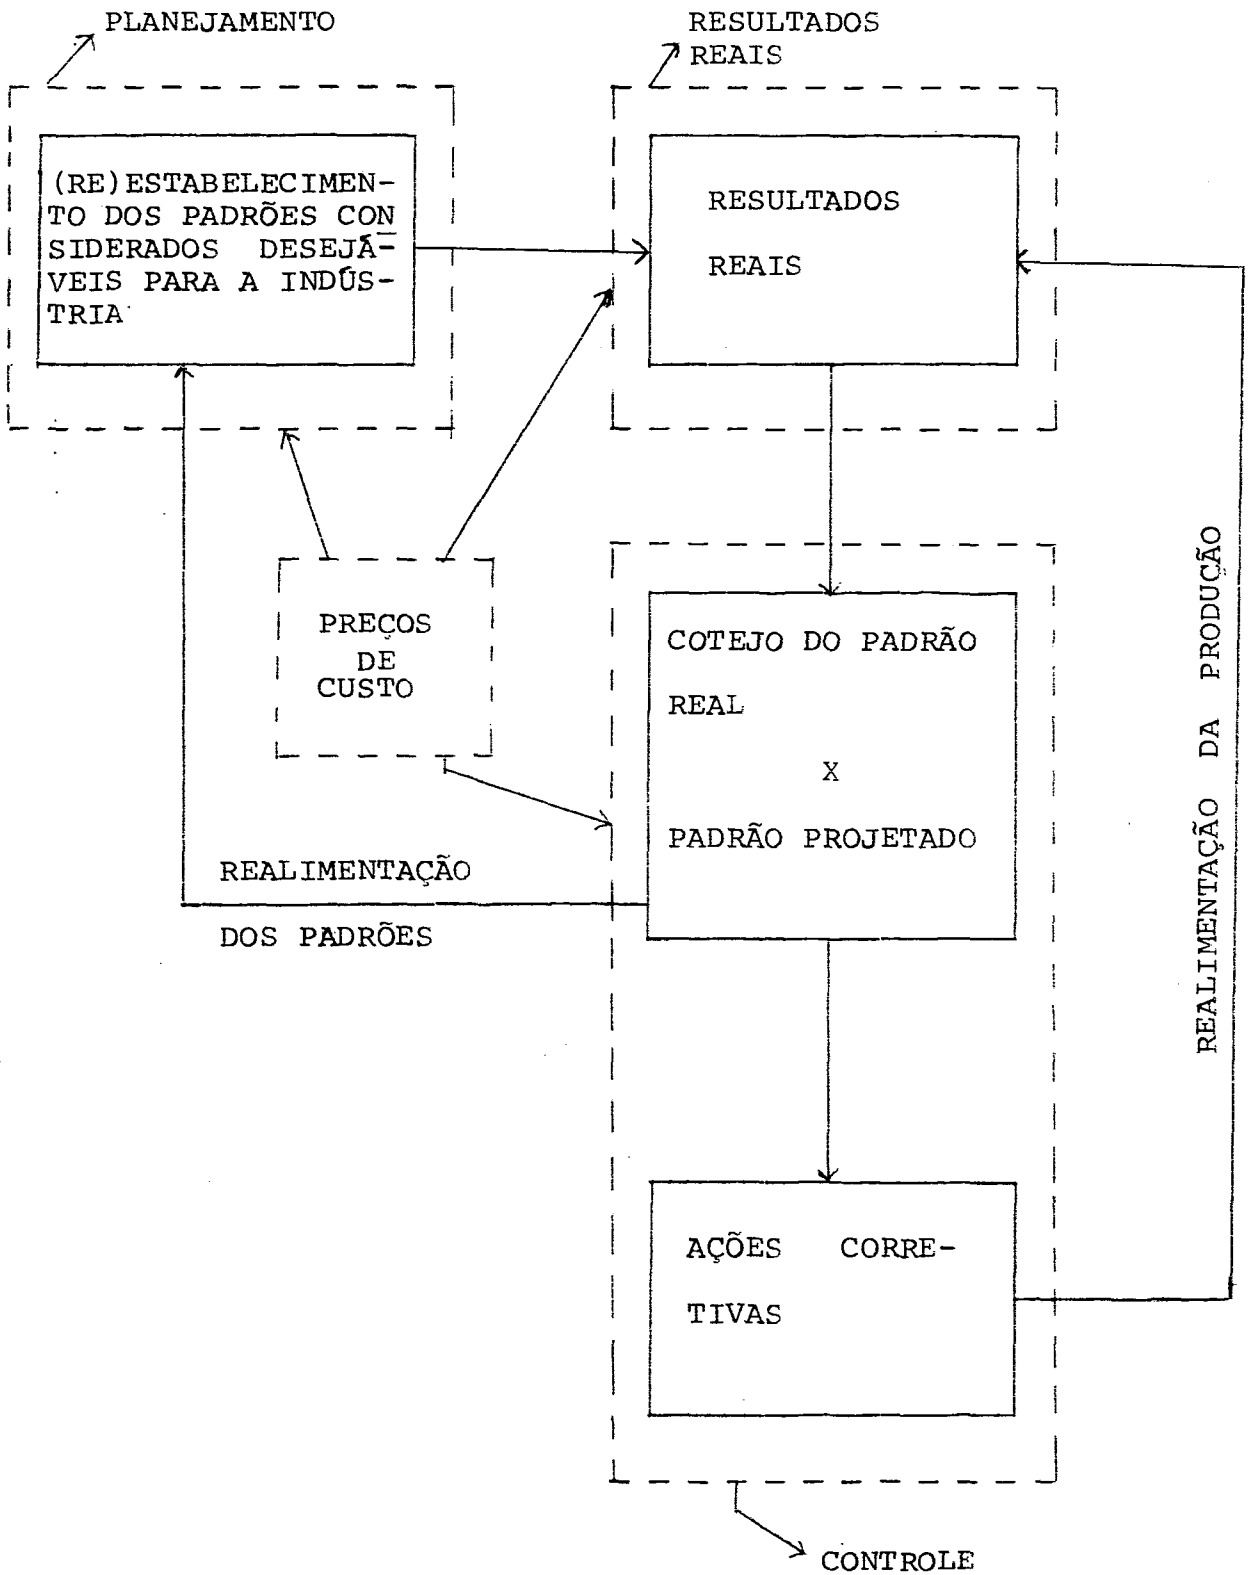 PLANEJAMENTO
RESULTADOS
REAIS
(RE)ESTABELECIMEN-
TO DOS PADRÕES CON
SIDERADOS DESEJÁ-
VEIS PARA A INDÚS-
TRIA
RESULTADOS
REAIS
PREÇOS
DE
CUSTO
COTEJO DO PADRÃO
REAL
X
PADRÃO PROJETADO
REALIMENTAÇÃO
DOS PADRÕES
REALIMENTAÇÃO DA PRODUÇÃO
AÇÕES CORRE-
TIVAS
CONTROLE